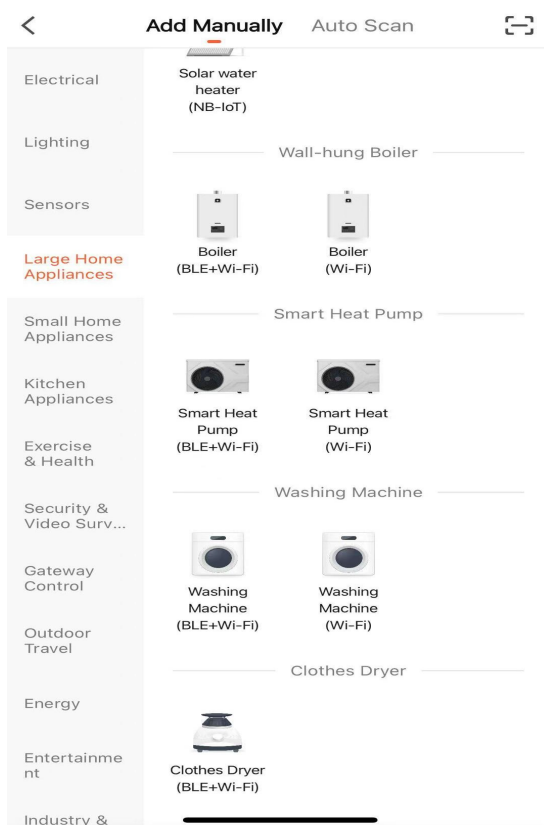 Add Manually Auto Scan
Electrical
Lighting
Sensors
Large Home
Appliances
Small Home
Appliances
Kitchen
Appliances
Exercise
& Health
Security &
Video Surv...
Gateway
Control
Outdoor
Travel
Energy
Entertainme
nt
Industry &
Solar water
heater
(NB-IoT)
Wall-hung Boiler
Boiler
(BLE+Wi-Fi)
Boiler
(Wi-Fi)
Smart Heat Pump
Smart Heat
Pump
(BLE+Wi-Fi)
Smart Heat
Pump
(Wi-Fi)
Washing Machine
Washing
Machine
(BLE+Wi-Fi)
Washing
Machine
(Wi-Fi)
Clothes Dryer
Clothes Dryer
(BLE+Wi-Fi)